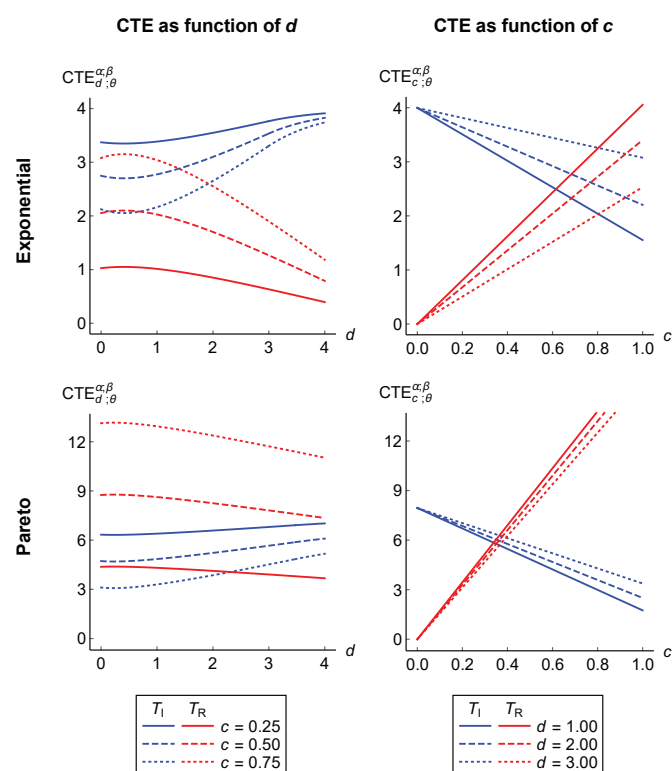 CTE as function of d
CTE as function of c
Exponential
CTE_{d ;θ}^{α;β}
4
3
2
1
0
0 1 2 3 4 d
CTE_{c ;θ}^{α;β}
4
3
2
1
0
0.0 0.2 0.4 0.6 0.8 1.0 c
Pareto
CTE_{d ;θ}^{α;β}
12
9
6
3
0
0 1 2 3 4 d
CTE_{c ;θ}^{α;β}
12
9
6
3
0
0.0 0.2 0.4 0.6 0.8 1.0 c
T_I T_R
c = 0.25
c = 0.50
c = 0.75
T_I T_R
d = 1.00
d = 2.00
d = 3.00